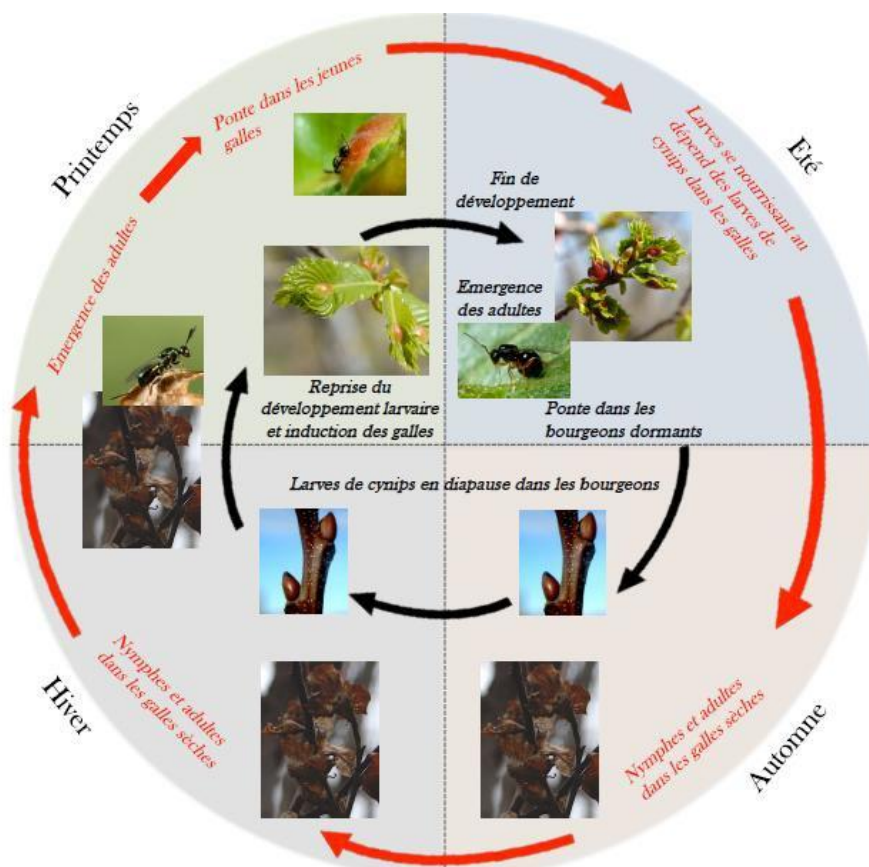 Printemps
Eté
Automne
Hiver
Emergence des adultes
Ponte dans les jeunes
galles
Larves se nourrissant au
dépend des larves de
cynips dans les galles
Nymphes et adultes
dans les galles sèches
Nymphes et adultes
dans les galles sèches
Fin de
développement
Emergence
des adultes
Ponte dans les
bourgeons dormants
Larves de cynips en diapause dans les bourgeons
Reprise du
développement larvaire
et induction des galles